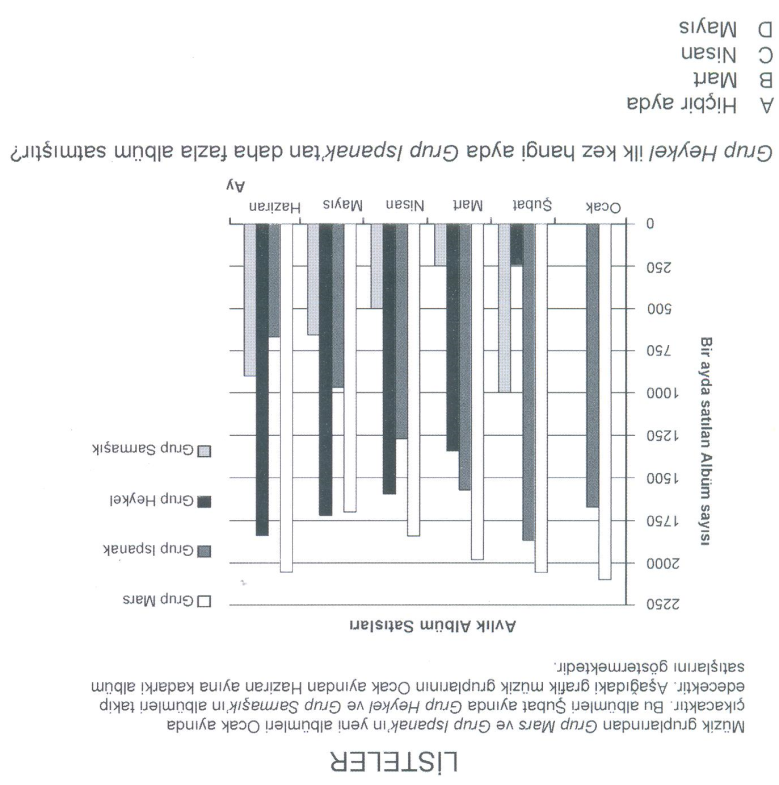 LİSTELER
Müzik gruplarından Grup Mars ve Grup Ispanak'ın yeni albümleri Ocak ayında
çıkacaktır. Bu albümleri Şubat ayında Grup Heykel ve Grup Sarmaşık'ın albümleri takip
edecektir. Aşağıdaki grafik müzik gruplarının Ocak ayından Haziran ayına kadarki albüm
satışlarını göstermektedir.
Aylık Albüm Satışları
Bir ayda satılan Albüm sayısı
2250
2000
1750
1500
1250
1000
750
500
250
0
Ocak Şubat Mart Nisan Mayıs Haziran
Ay
Grup Mars
Grup Ispanak
Grup Heykel
Grup Sarmaşık
Grup Heykel ilk kez hangi ayda Grup Ispanak'tan daha fazla albüm satmıştır?
A Hiçbir ayda
B Mart
C Nisan
D Mayıs